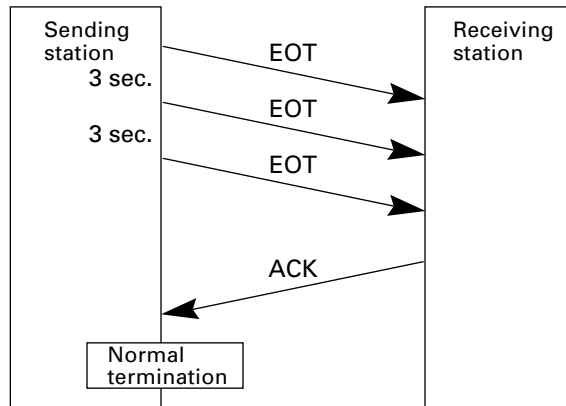 Sending
station
Receiving
station
EOT
3 sec.
EOT
3 sec.
EOT
ACK
Normal
termination